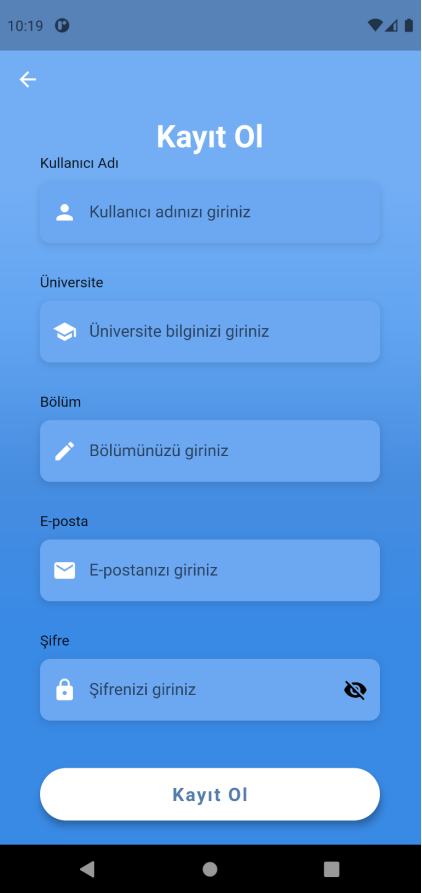 10:19
Kayıt Ol
Kullanıcı Adı
Kullanıcı adınızı giriniz
Üniversite
Üniversite bilginizi giriniz
Bölüm
Bölümünüzü giriniz
E-posta
E-postanızı giriniz
Şifre
Şifrenizi giriniz
Kayıt Ol